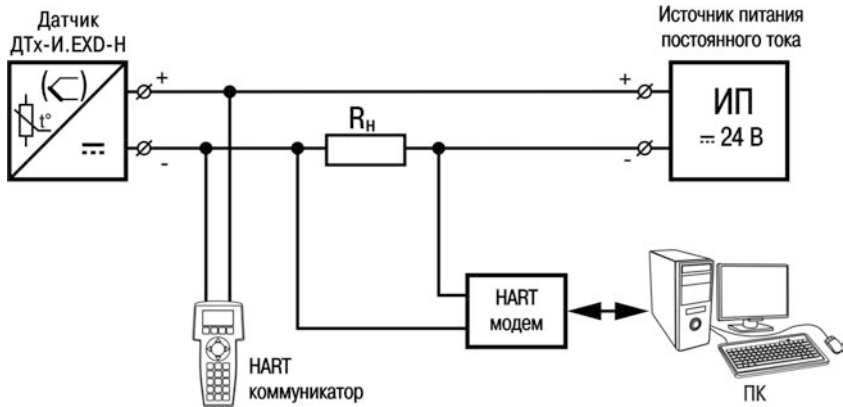 Датчик
ДТх-И.EXD-Н
Источник питания
постоянного тока
+
+
t°
ИП
⎓ 24 В
Rн
-
-
HART
модем
HART
коммуникатор
ПК